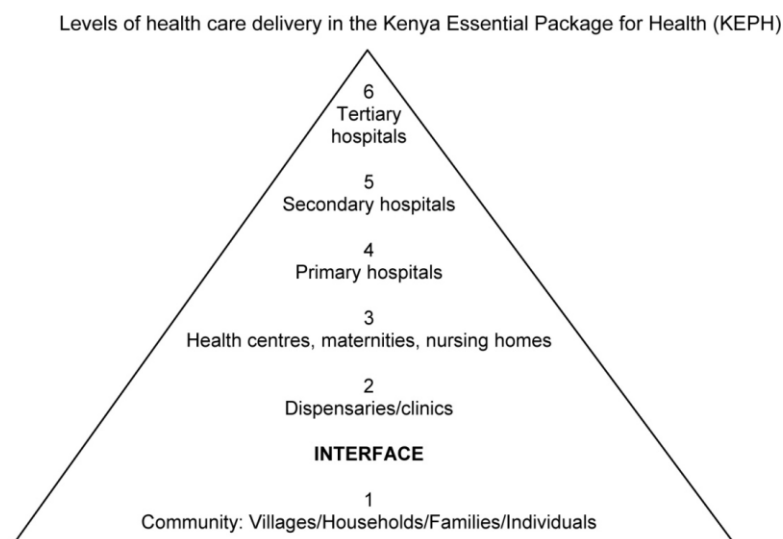 Levels of health care delivery in the Kenya Essential Package for Health (KEPH)
6
Tertiary
hospitals
5
Secondary hospitals
4
Primary hospitals
3
Health centres, maternities, nursing homes
2
Dispensaries/clinics
INTERFACE
1
Community: Villages/Households/Families/Individuals